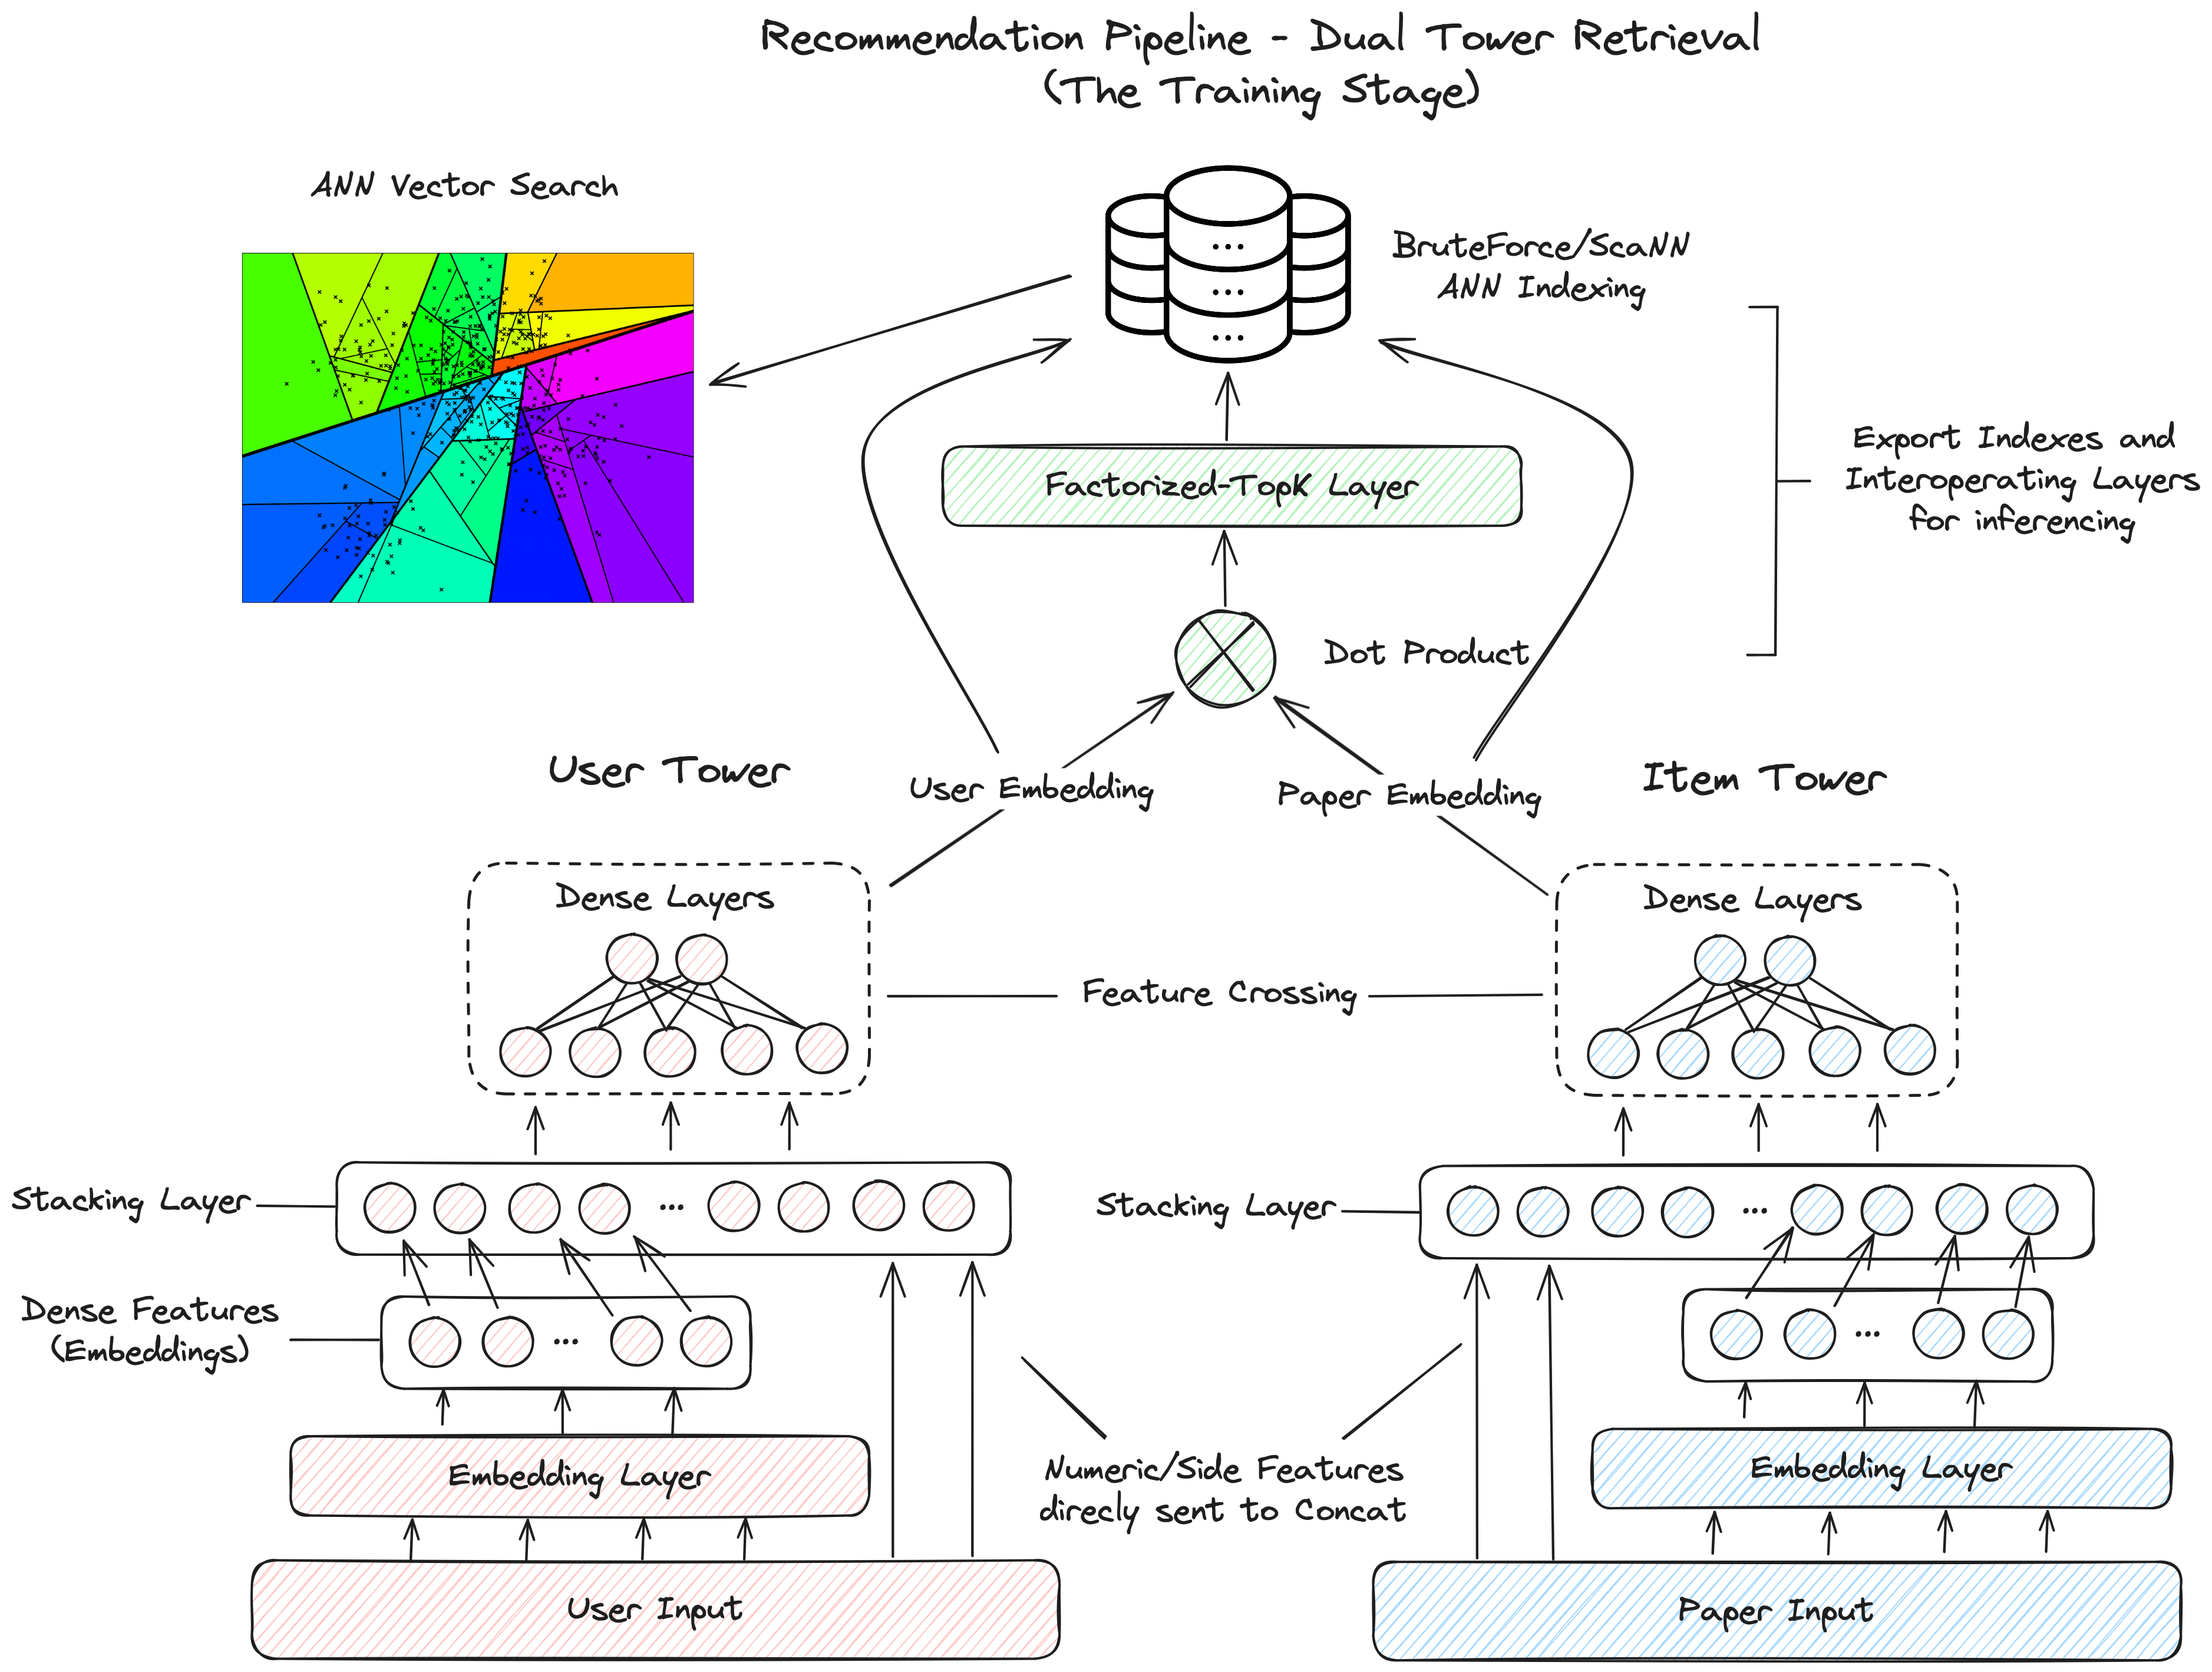 Recommendation Pipeline - Dual Tower Retrieval
(The Training Stage)
ANN Vector Search
BruteForce/ScaNN
ANN Indexing
Factorized-TopK Layer
Export Indexes and
Interoperating Layers
for inferencing
Dot Product
User Tower
User Embedding
Paper Embedding
Item Tower
Dense Layers
Dense Layers
Feature Crossing
Stacking Layer
...
Stacking Layer
...
Dense Features
(Embeddings)
...
...
Embedding Layer
Numeric/Side Features
direcly sent to Concat
Embedding Layer
User Input
Paper Input